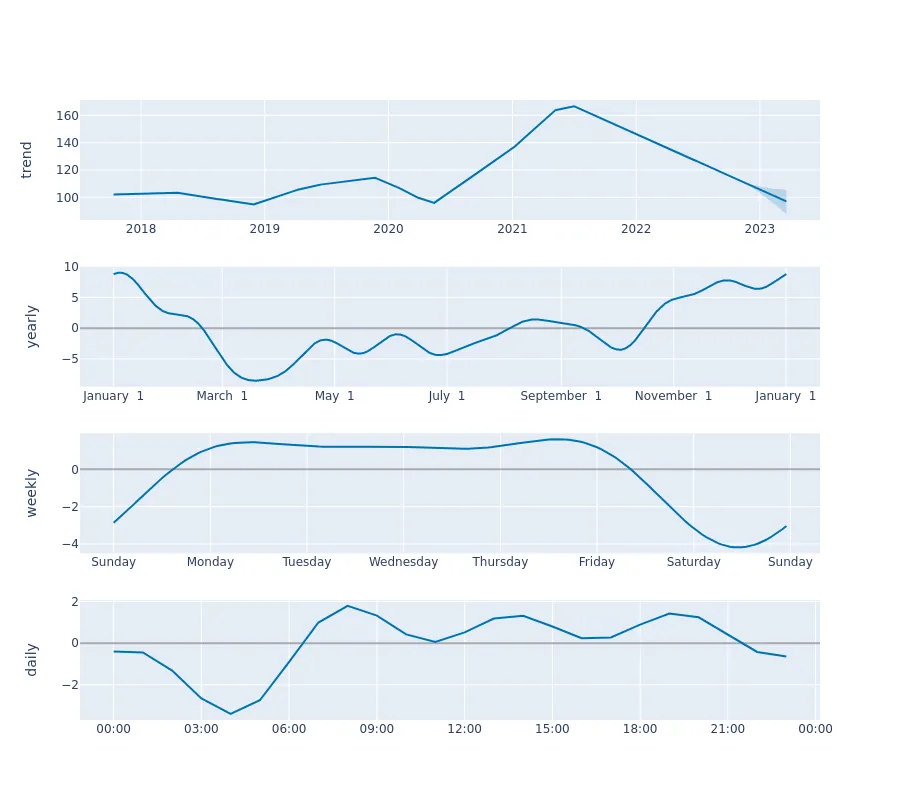 trend
160
140
120
100
2018 2019 2020 2021 2022 2023
yearly
10
5
0
−5
January 1 March 1 May 1 July 1 September 1 November 1 January 1
weekly
0
−2
−4
Sunday Monday Tuesday Wednesday Thursday Friday Saturday Sunday
daily
2
0
−2
00:00 03:00 06:00 09:00 12:00 15:00 18:00 21:00 00:00